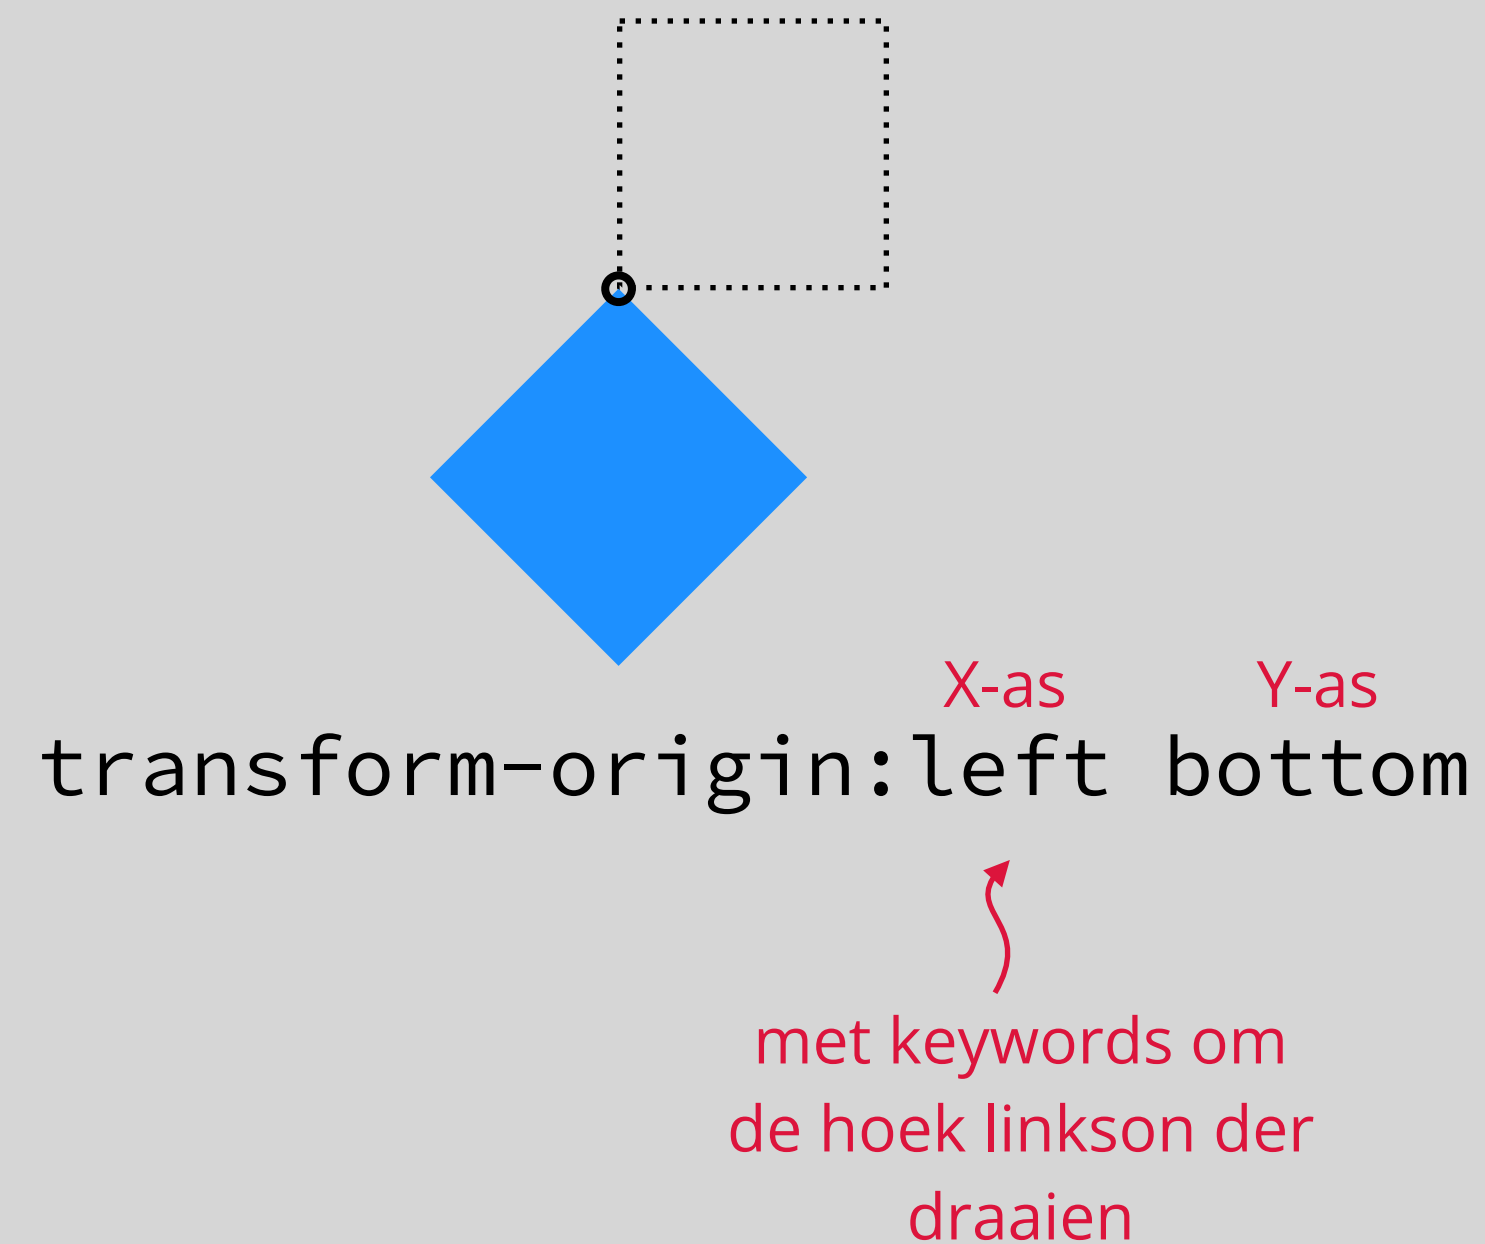 X-as Y-as
transform-origin:left bottom
met keywords om
de hoek linkson der
draaien